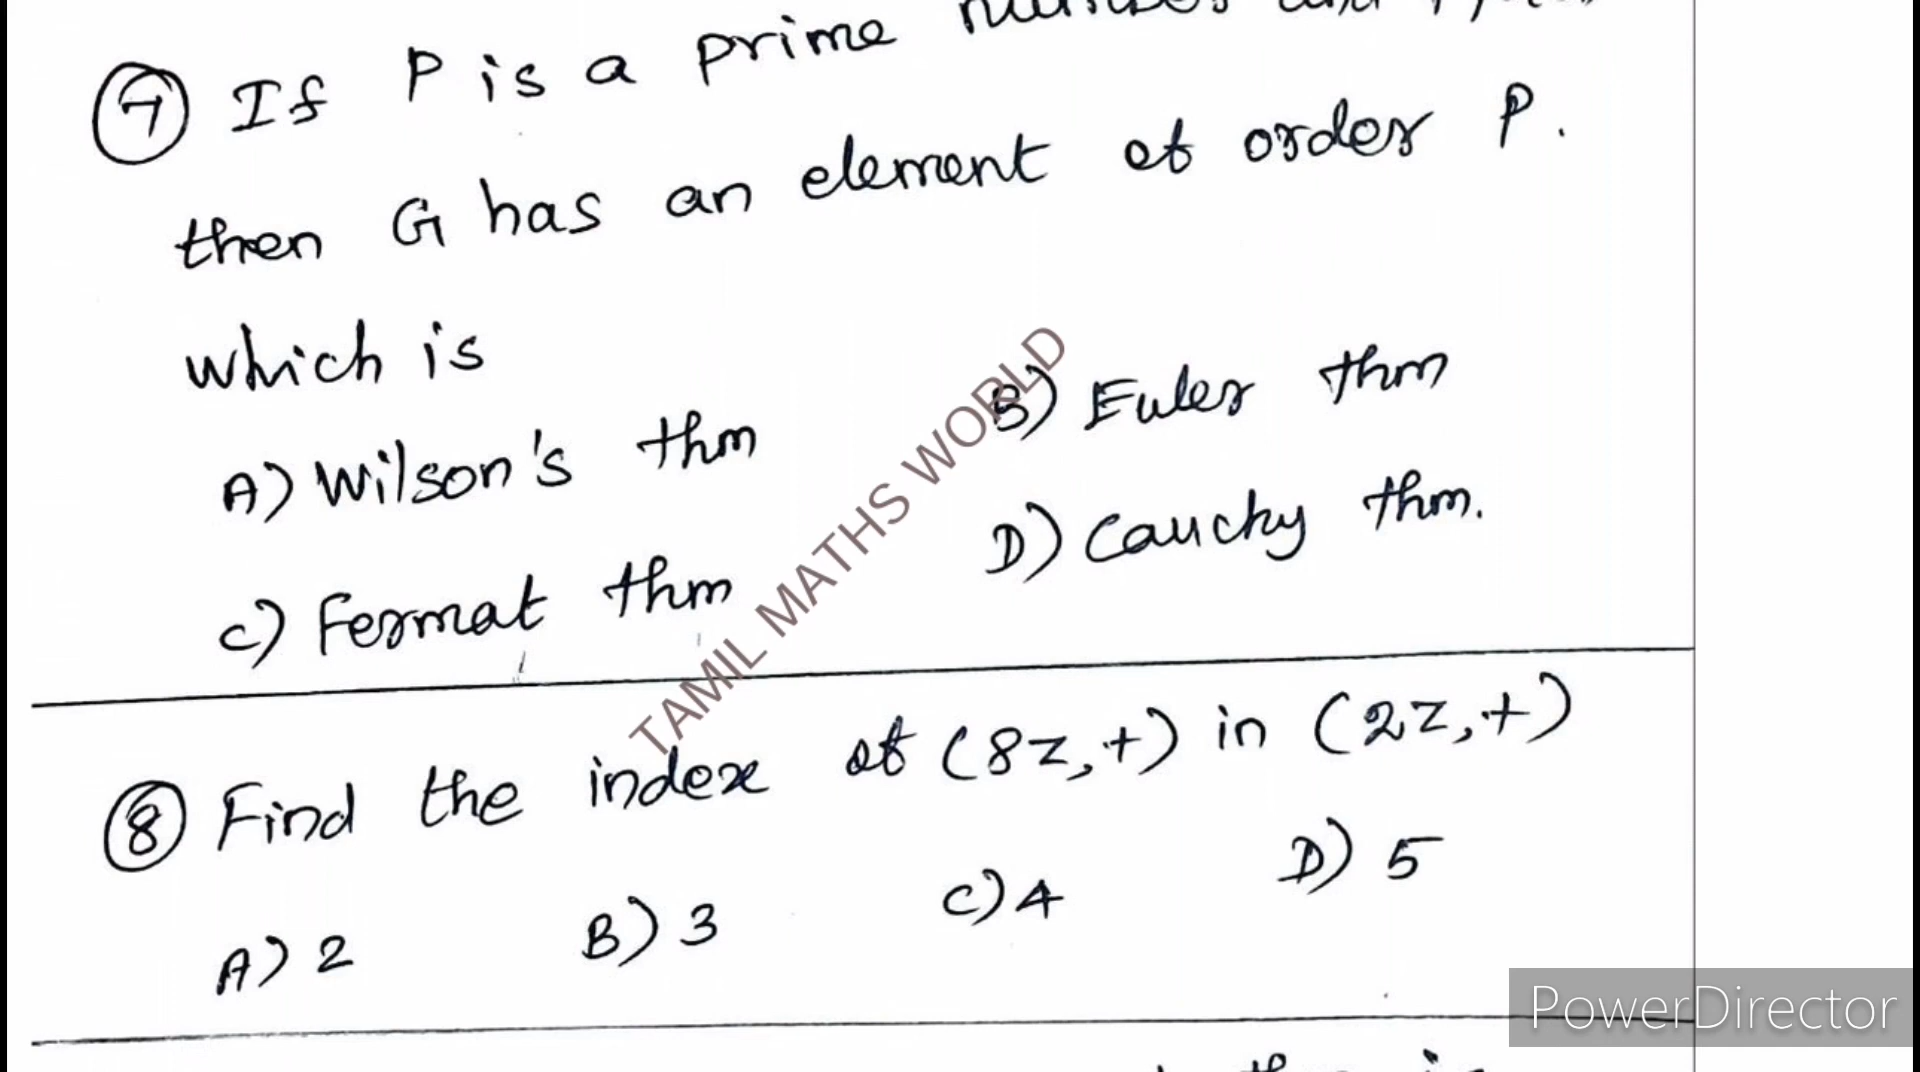 7 If P is a prime
then G has an element of order P.
which is
A) Wilson's thm B) Euler thm
C) Fermat thm D) Cauchy thm.
TAMIL MATHS WORLD
8 Find the index of (8Z,+) in (2Z,+)
A) 2 B) 3 C) 4 D) 5
PowerDirector